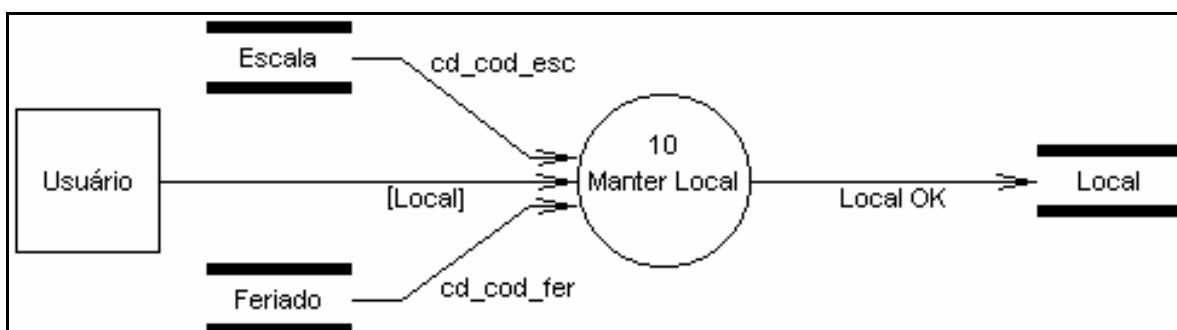 Escala
cd_cod_esc
10
Usuário
Manter Local
Local
[Local]
Local OK
cd_cod_fer
Feriado